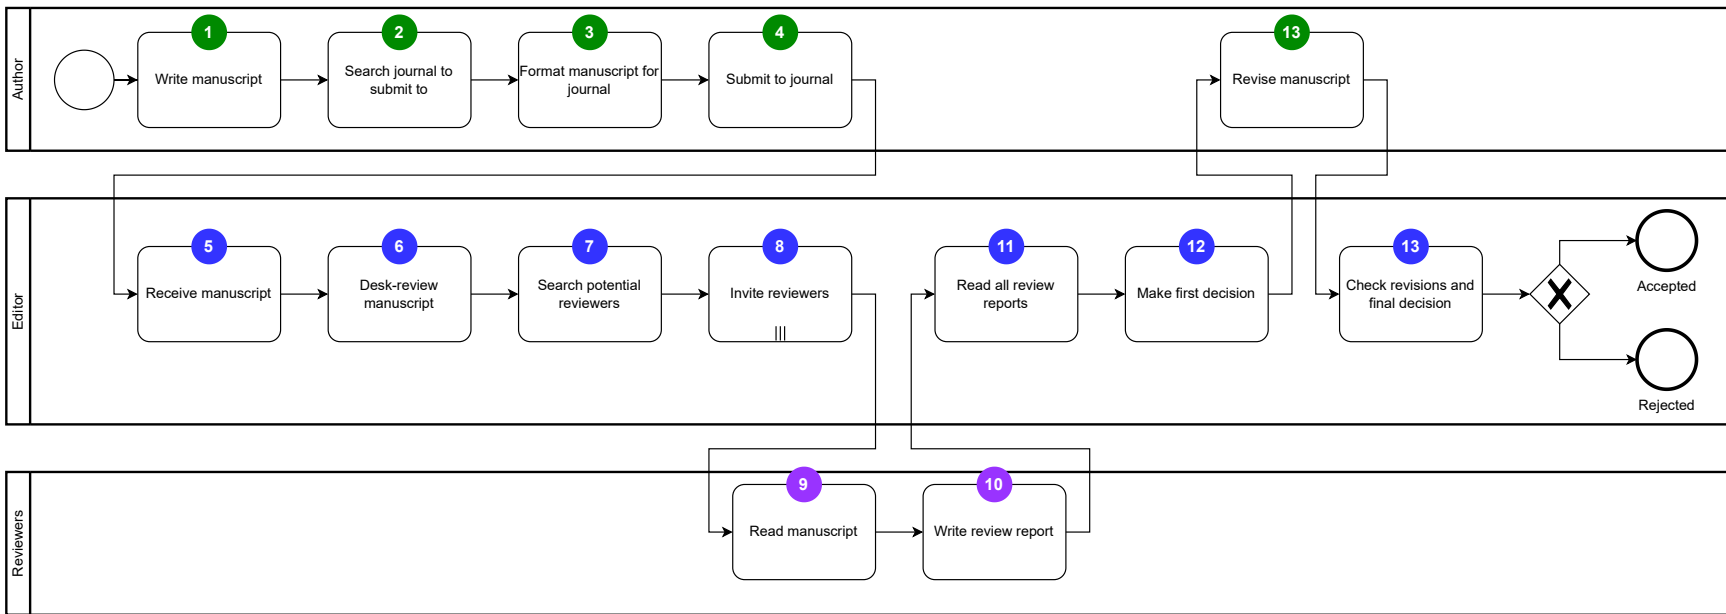 Author
1
Write manuscript
2
Search journal to
submit to
3
Format manuscript for
journal
4
Submit to journal
13
Revise manuscript
Editor
5
Receive manuscript
6
Desk-review
manuscript
7
Search potential
reviewers
8
Invite reviewers
11
Read all review
reports
12
Make first decision
13
Check revisions and
final decision
Accepted
Rejected
Reviewers
9
Read manuscript
10
Write review report